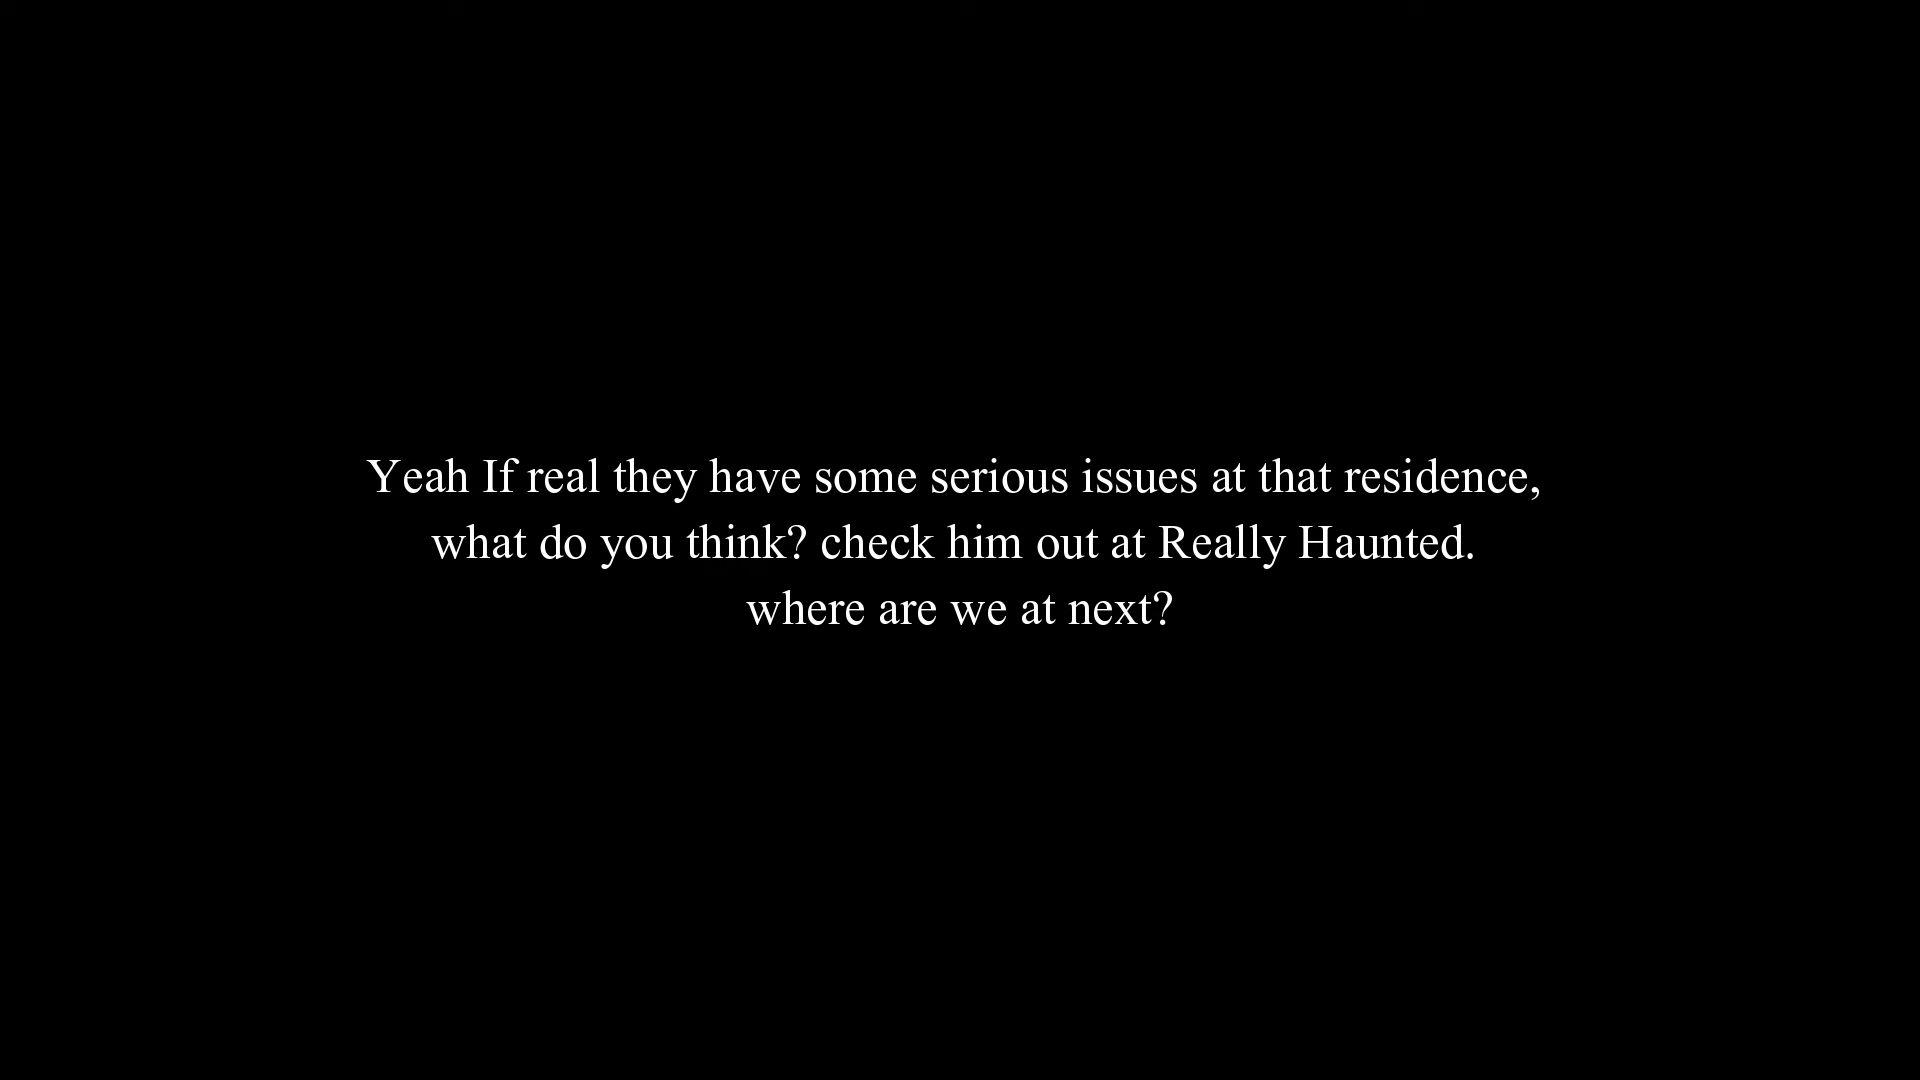 Yeah If real they have some serious issues at that residence,
what do you think? check him out at Really Haunted.
where are we at next?